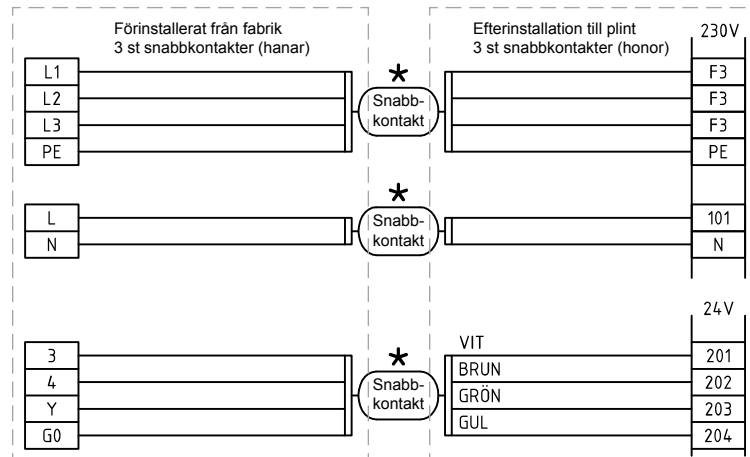 Förinstallerat från fabrik
3 st snabbkontakter (hanar)
Efterinstallation till plint
3 st snabbkontakter (honor)
230V
L1
L2
L3
PE
*
Snabb-
kontakt
F3
F3
F3
PE
L
N
*
Snabb-
kontakt
101
N
24V
3
4
Y
G0
*
Snabb-
kontakt
VIT
BRUN
GRÖN
GUL
201
202
203
204